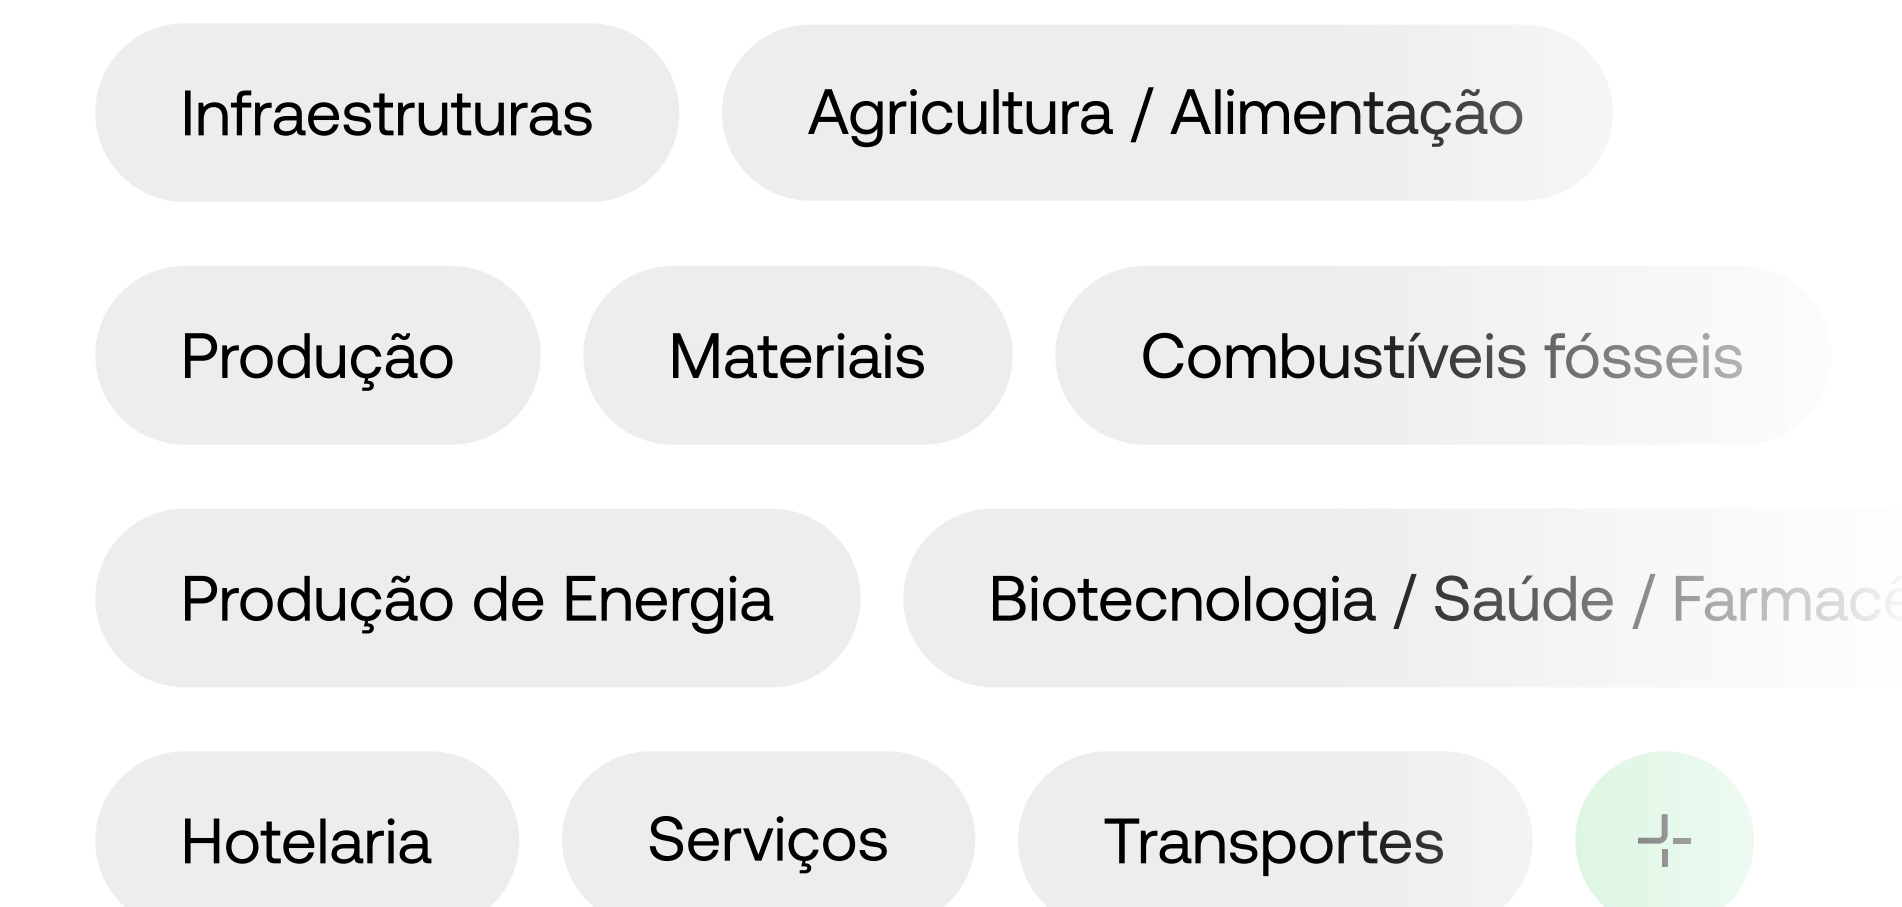 Infraestruturas Agricultura / Alimentação
Produção Materiais Combustíveis fósseis
Produção de Energia Biotecnologia / Saúde /
Hotelaria Serviços Transportes